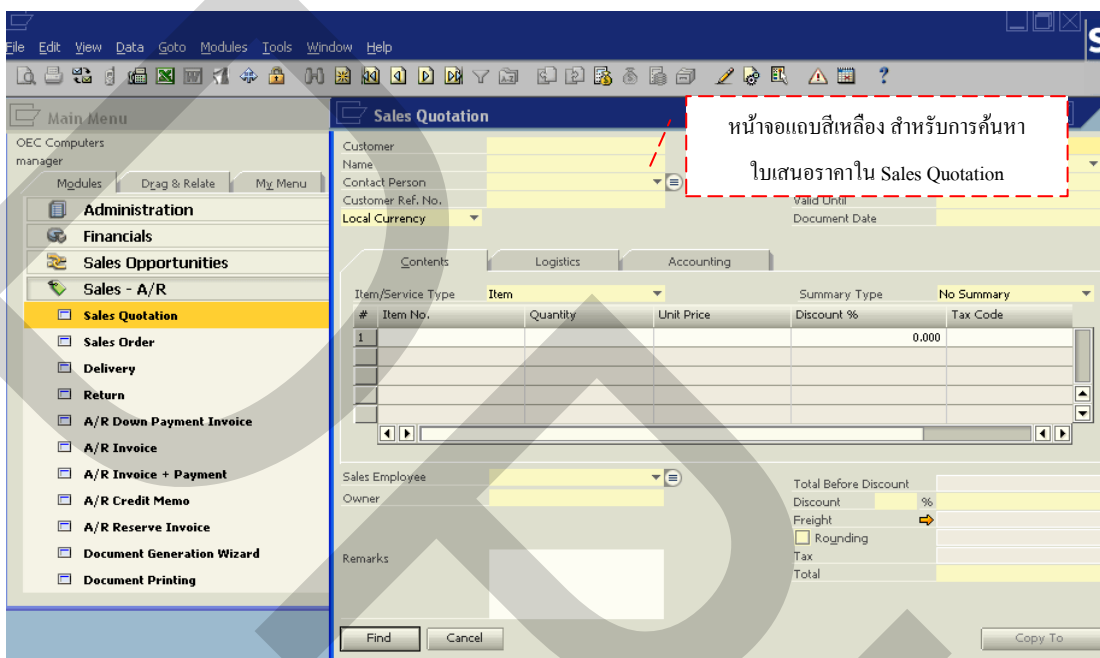 File Edit View Data Goto Modules Tools Window Help
Main Menu
OEC Computers
manager
Modules Drag & Relate My Menu
Administration
Financials
Sales Opportunities
Sales - A/R
Sales Quotation
Sales Order
Delivery
Return
A/R Down Payment Invoice
A/R Invoice
A/R Invoice + Payment
A/R Credit Memo
A/R Reserve Invoice
Document Generation Wizard
Document Printing
Sales Quotation
หน้าจอแถบสีเหลือง สำหรับการค้นหา
ใบเสนอราคาใน Sales Quotation
Customer
Name
Contact Person
Customer Ref. No.
Local Currency
Valid Until
Document Date
Contents Logistics Accounting
Item/Service Type Item Summary Type No Summary
# Item No. Quantity Unit Price Discount % Tax Code
1 0.000
Sales Employee
Owner
Remarks
Total Before Discount
Discount %
Freight
Rounding
Tax
Total
Find Cancel Copy To